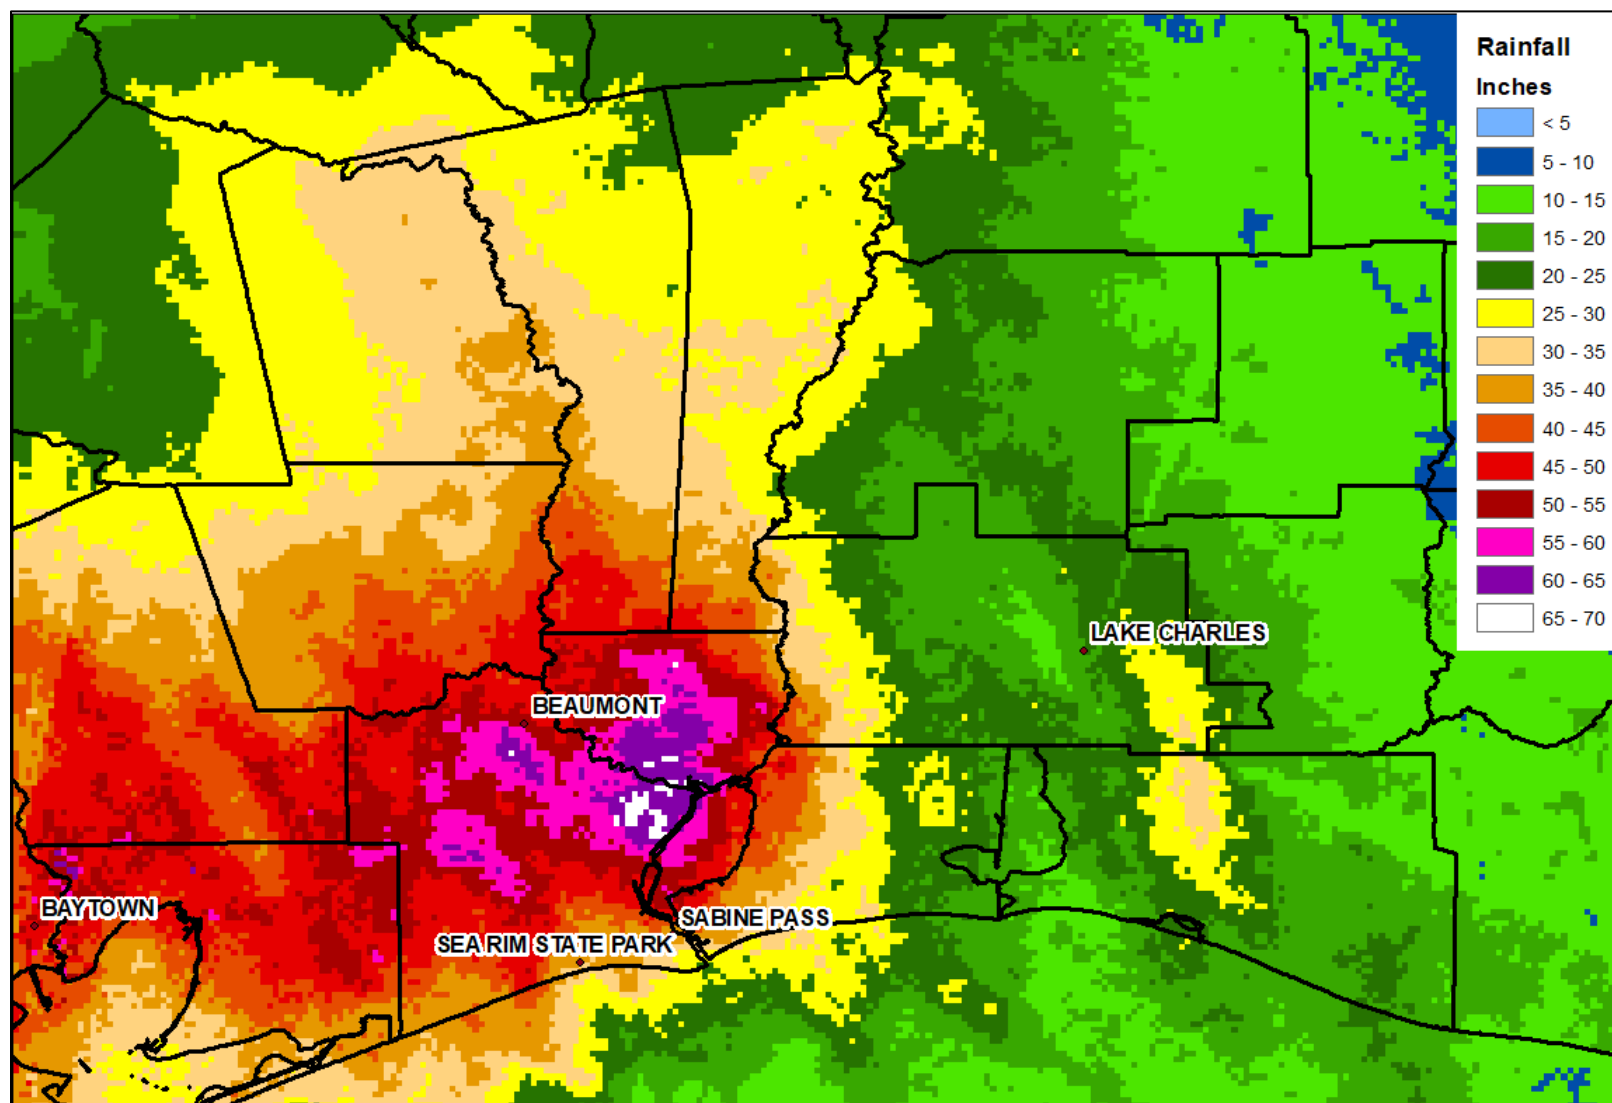 Rainfall
Inches
< 5
5 - 10
10 - 15
15 - 20
20 - 25
25 - 30
30 - 35
35 - 40
40 - 45
45 - 50
50 - 55
55 - 60
60 - 65
65 - 70
LAKE CHARLES
BEAUMONT
BAYTOWN
SABINE PASS
SEA RIM STATE PARK